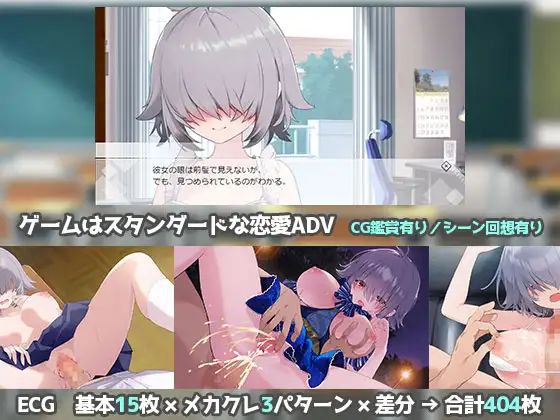 彼女の眼は前髪で見えないが、
でも、見つめられているのがわかる。
ゲームはスタンダードな恋愛ADV CG鑑賞有り／シーン回想有り
ECG 基本15枚×メカクレ3パターン×差分→合計404枚